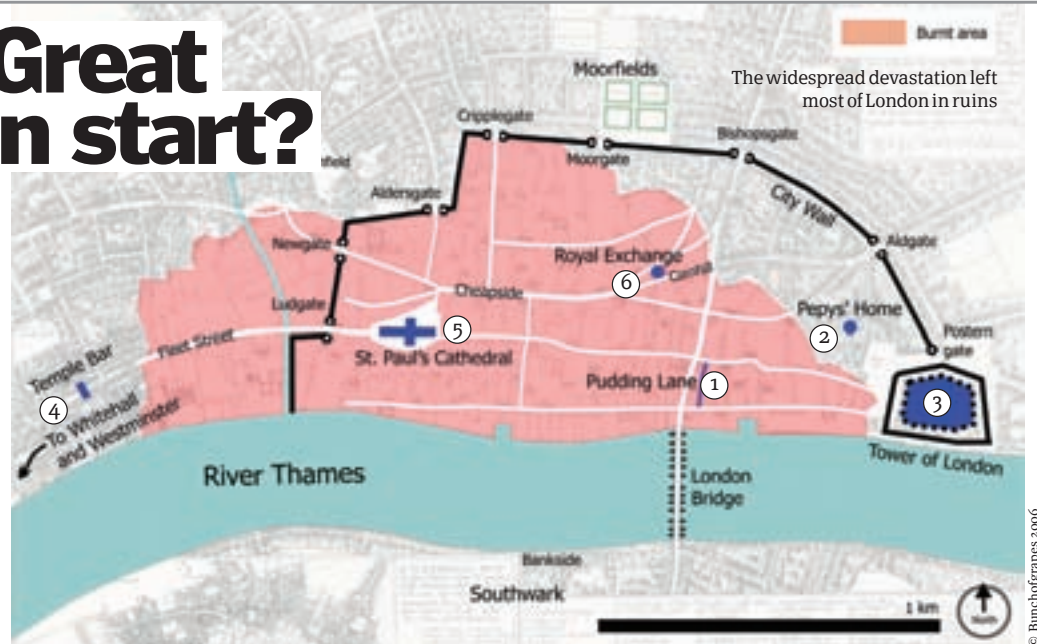 Great
n start?
Burnt area
The widespread devastation left
most of London in ruins
Moorfields
Cripplegate
Bishopsgate
Moorgate
field
Aldersgate
City Wall
Newgate
Aldgate
Royal Exchange
6
Cornhill
Cheapside
Ludgate
Pepys' Home
2
Postern
gate
Fleet Street
5
St. Paul's Cathedral
Temple Bar
4
Pudding Lane
1
3
To Whitehall
and Westminster
Tower of London
River Thames
London
Bridge
Bankside
Southwark
1 km
North
© Bunchofgrapes 2006